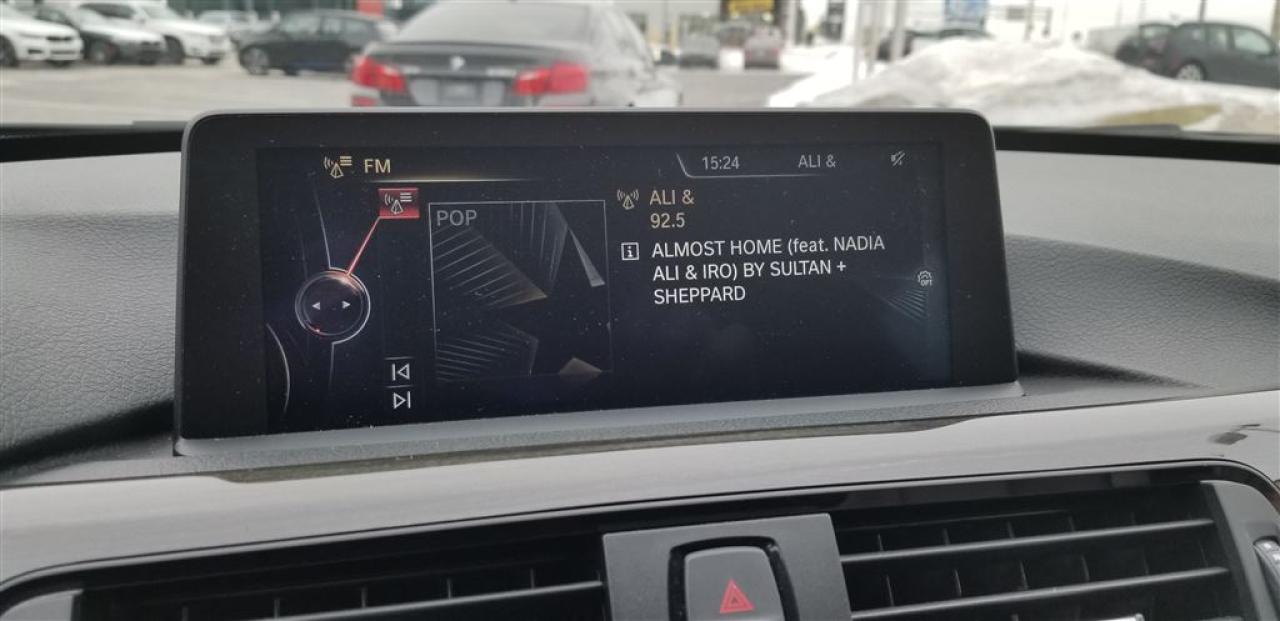 FM
15:24 ALI &
POP
ALI &
92.5
ALMOST HOME (feat. NADIA
ALI & IRO) BY SULTAN +
SHEPPARD
OPT